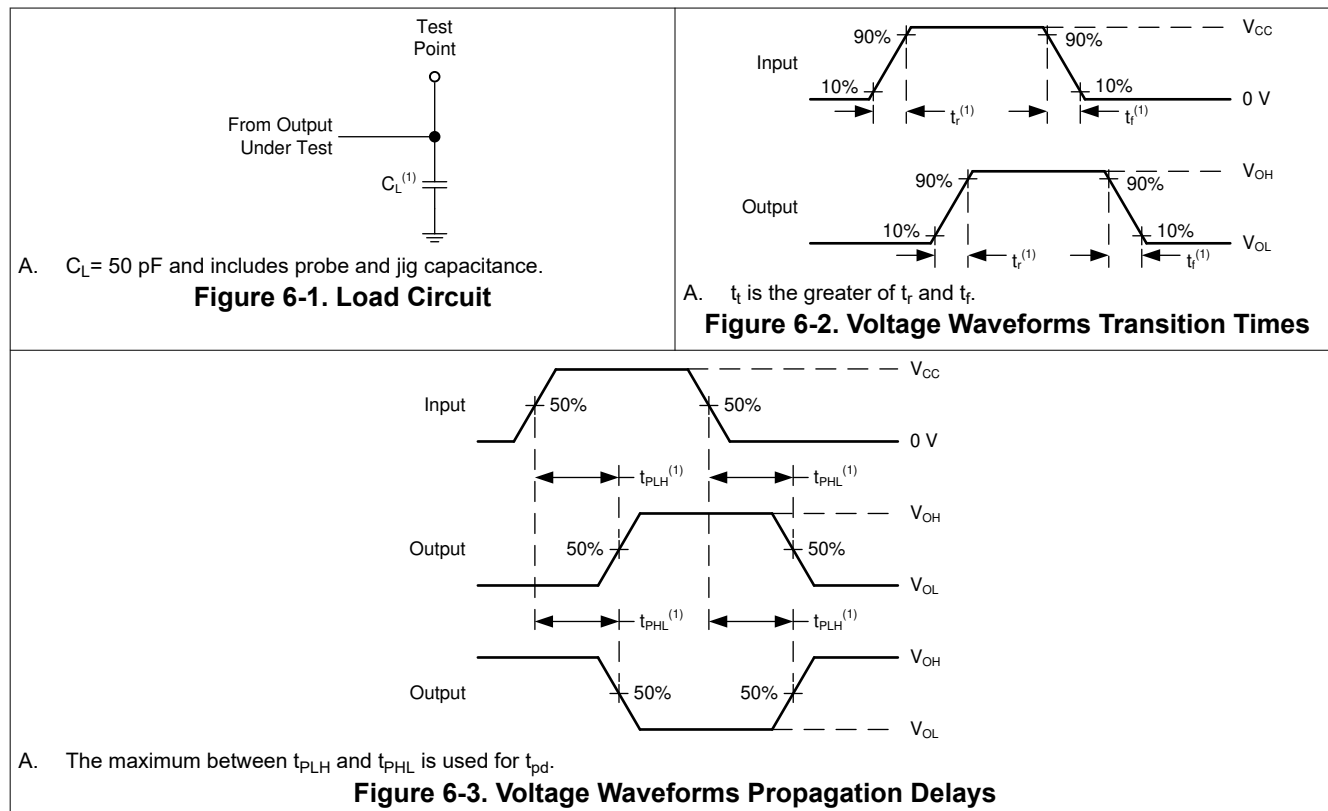 Test
Point
From Output
Under Test
C_L^(1)
A. C_L= 50 pF and includes probe and jig capacitance.
Figure 6-1. Load Circuit
V_CC
90%
90%
Input
10%
10%
0 V
t_r^(1)
t_f^(1)
V_OH
90%
90%
Output
10%
10%
V_OL
t_r^(1)
t_f^(1)
A. t_t is the greater of t_r and t_f.
Figure 6-2. Voltage Waveforms Transition Times
V_CC
Input
50%
50%
0 V
t_PLH^(1)
t_PHL^(1)
V_OH
Output
50%
50%
V_OL
t_PHL^(1)
t_PLH^(1)
V_OH
Output
50%
50%
V_OL
A. The maximum between t_PLH and t_PHL is used for t_pd.
Figure 6-3. Voltage Waveforms Propagation Delays